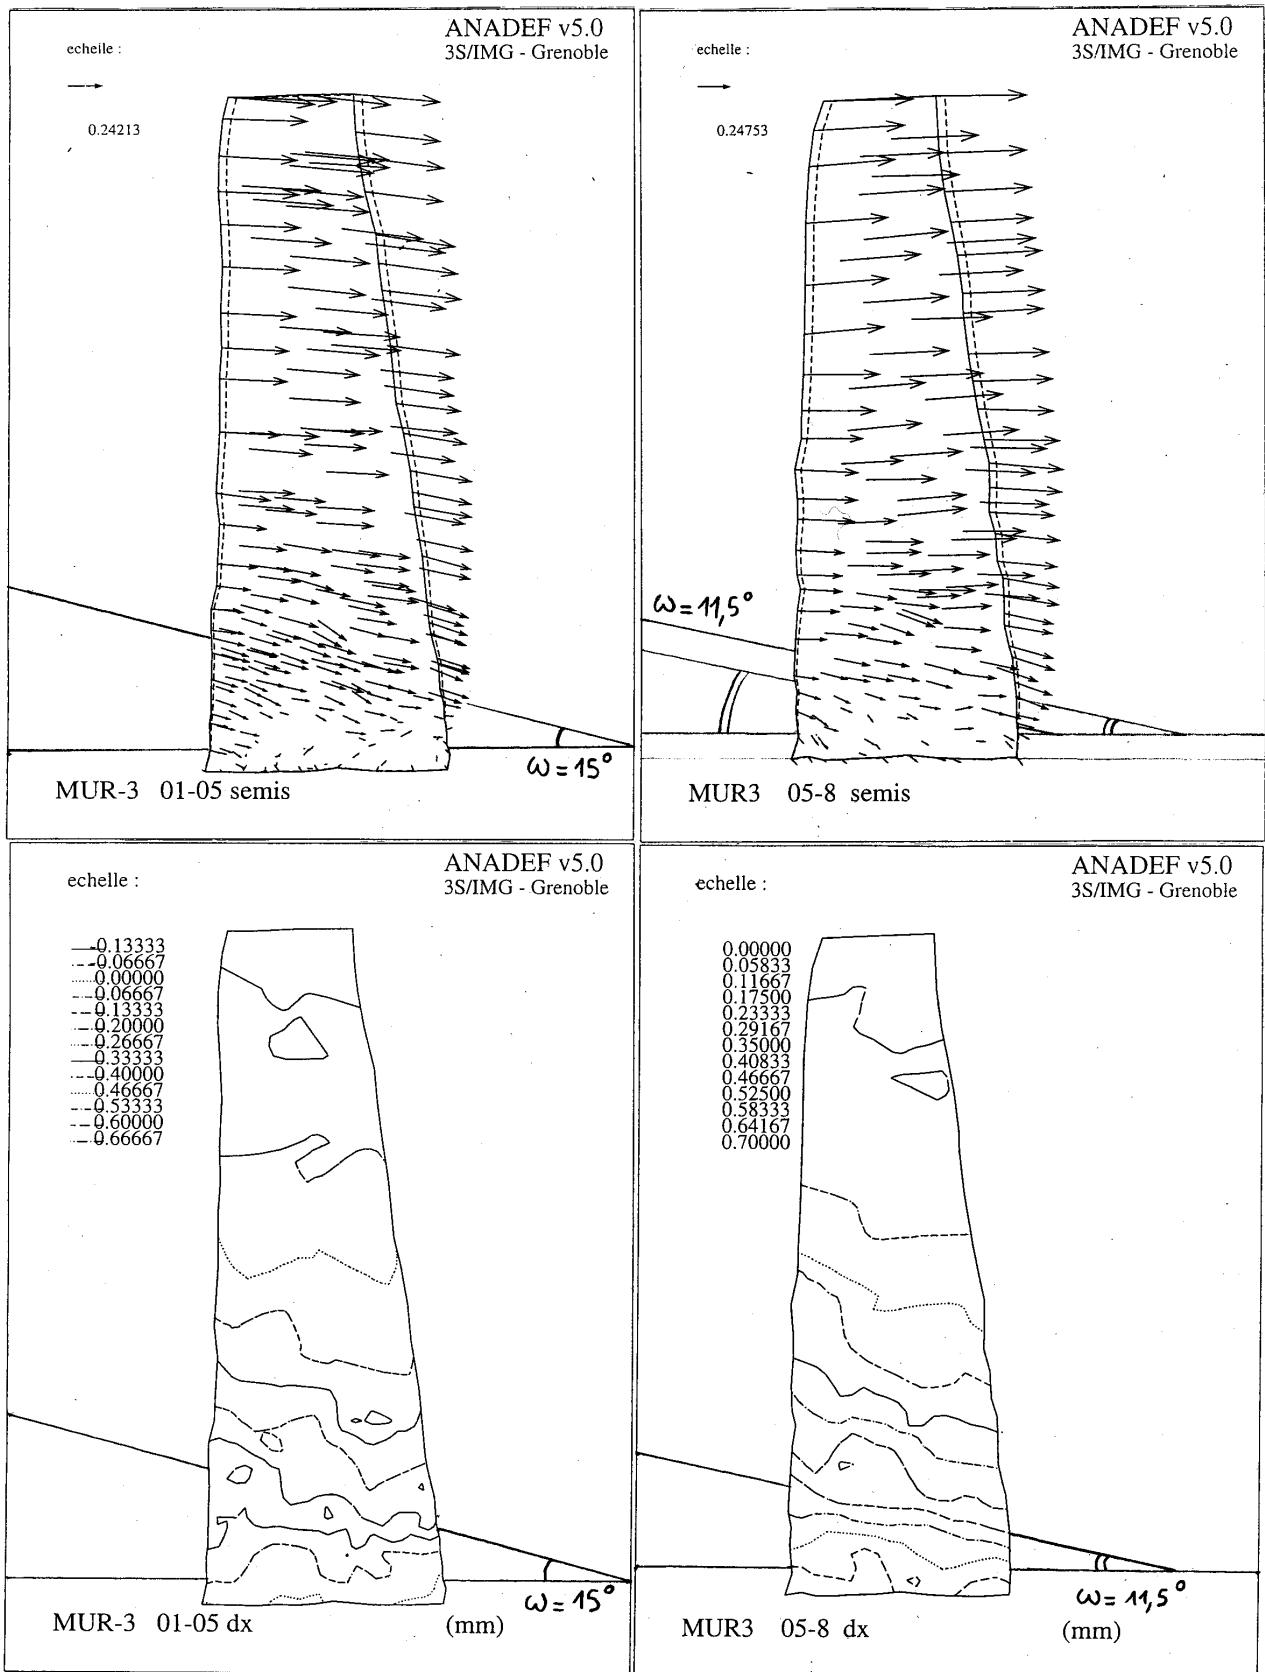 ANADEF v5.0
3S/IMG - Grenoble
echelle :
0.24213
ω = 15°
MUR-3 01-05 semis
ANADEF v5.0
3S/IMG - Grenoble
echelle :
0.24753
ω = 11,5°
MUR3 05-8 semis
ANADEF v5.0
3S/IMG - Grenoble
echelle :
-0.13333
-0.06667
0.00000
0.06667
0.13333
0.20000
0.26667
0.33333
0.40000
0.46667
0.53333
0.60000
0.66667
ω = 15°
MUR-3 01-05 dx (mm)
ANADEF v5.0
3S/IMG - Grenoble
echelle :
0.00000
0.05833
0.11667
0.17500
0.23333
0.29167
0.35000
0.40833
0.46667
0.52500
0.58333
0.64167
0.70000
ω = 11,5°
MUR3 05-8 dx (mm)